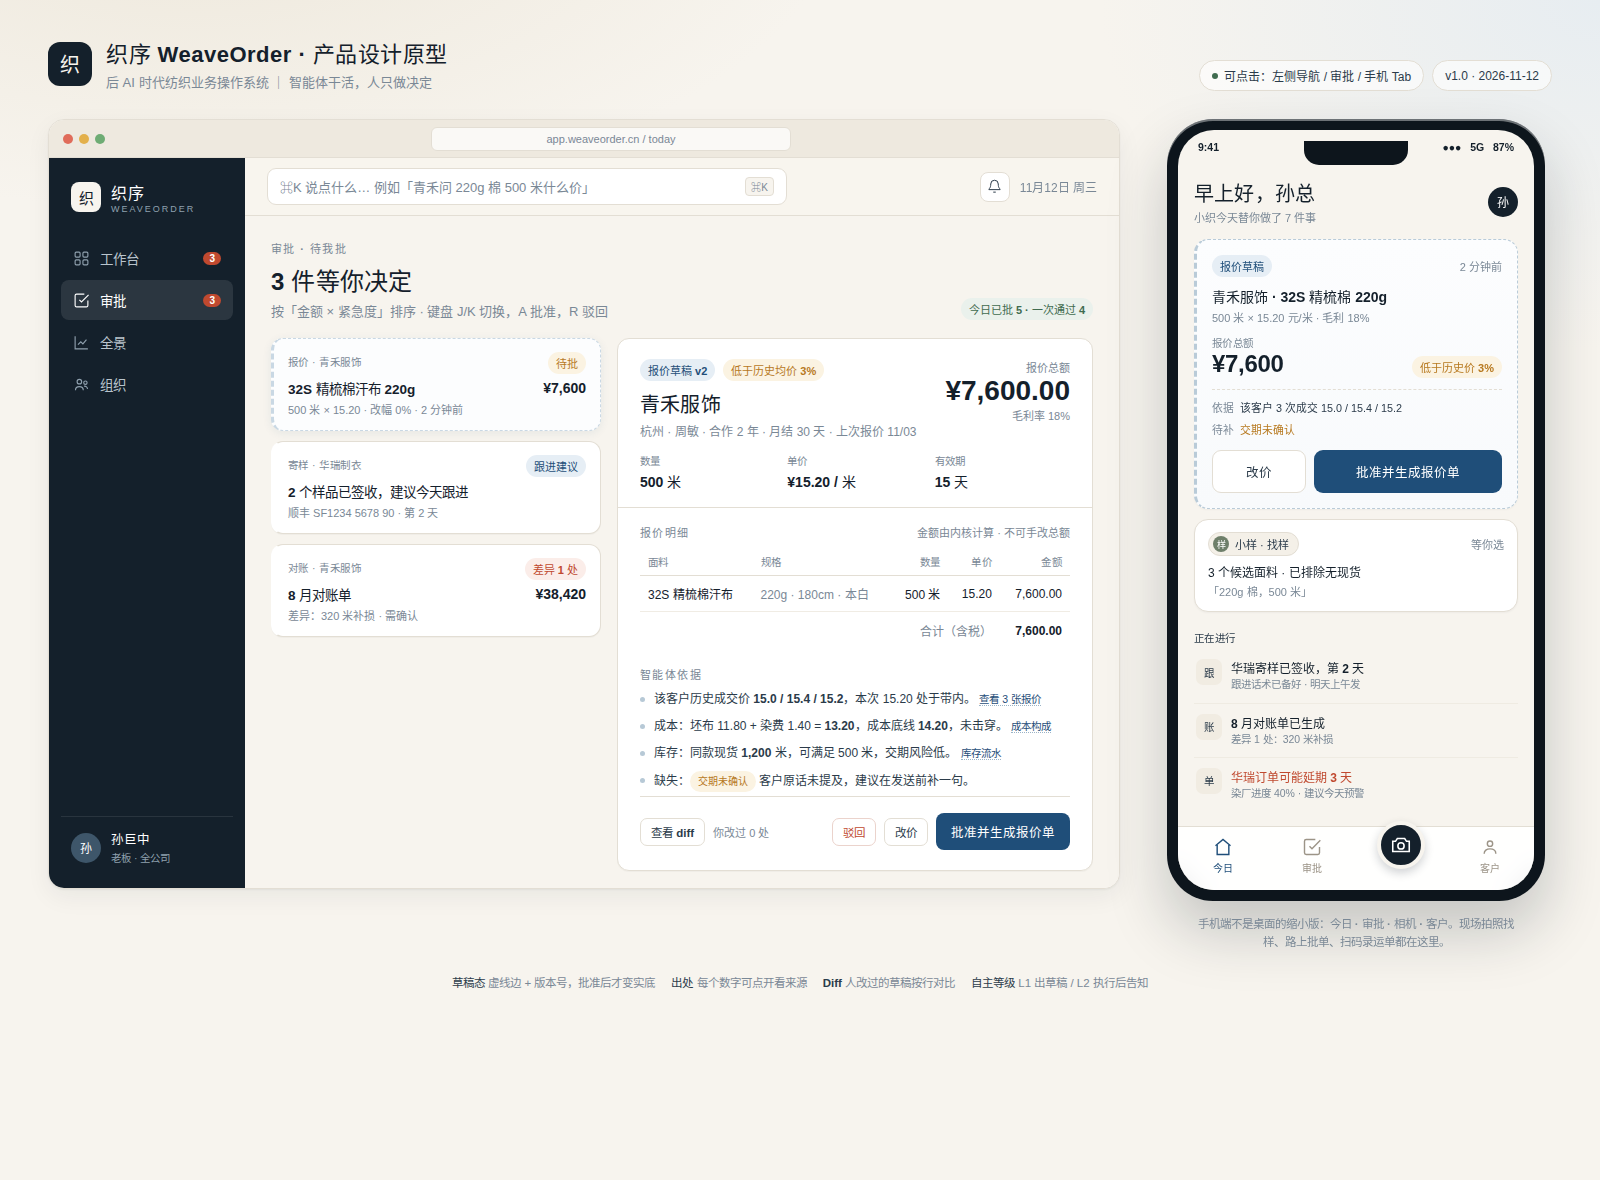 织
织序 WeaveOrder · 产品设计原型
后 AI 时代纺织业务操作系统 | 智能体干活，人只做决定
可点击：左侧导航 / 审批 / 手机 Tab
v1.0 · 2026-11-12
app.weaveorder.cn / today
织
织序
WEAVEORDER
工作台
3
审批
3
全景
组织
孙
孙巨中
老板 · 全公司
⌘K 说点什么… 例如「青禾问 220g 棉 500 米什么价」
⌘K
11月12日 周三
审批 · 待我批
3 件等你决定
按「金额 × 紧急度」排序 · 键盘 J/K 切换，A 批准，R 驳回
今日已批 5 · 一次通过 4
报价 · 青禾服饰
待批
32S 精梳棉汗布 220g
¥7,600
500 米 × 15.20 · 改幅 0% · 2 分钟前
寄样 · 华瑞制衣
跟进建议
2 个样品已签收，建议今天跟进
顺丰 SF1234 5678 90 · 第 2 天
对账 · 青禾服饰
差异 1 处
8 月对账单
¥38,420
差异：320 米补损 · 需确认
报价草稿 v2
低于历史均价 3%
青禾服饰
杭州 · 周敏 · 合作 2 年 · 月结 30 天 · 上次报价 11/03
报价总额
¥7,600.00
毛利率 18%
数量
500 米
单价
¥15.20 / 米
有效期
15 天
报价明细
金额由内核计算 · 不可手改总额
面料 规格 数量 单价 金额
32S 精梳棉汗布 220g · 180cm · 本白 500 米 15.20 7,600.00
合计（含税） 7,600.00
智能体依据
该客户历史成交价 15.0 / 15.4 / 15.2，本次 15.20 处于带内。 查看 3 张报价
成本：坯布 11.80 + 染费 1.40 = 13.20，成本底线 14.20，未击穿。 成本构成
库存：同款现货 1,200 米，可满足 500 米，交期风险低。 库存流水
缺失： 交期未确认 客户原话未提及，建议在发送前补一句。
查看 diff
你改过 0 处
驳回
改价
批准并生成报价单
9:41
5G 87%
早上好，孙总
小织今天替你做了 7 件事
孙
报价草稿
2 分钟前
青禾服饰 · 32S 精梳棉 220g
500 米 × 15.20 元/米 · 毛利 18%
报价总额
¥7,600
低于历史价 3%
依据 该客户 3 次成交 15.0 / 15.4 / 15.2
待补 交期未确认
改价
批准并生成报价单
样 小样 · 找样
等你选
3 个候选面料 · 已排除无现货
「220g 棉，500 米」
正在进行
跟
华瑞寄样已签收，第 2 天
跟进话术已备好 · 明天上午发
账
8 月对账单已生成
差异 1 处：320 米补损
单
华瑞订单可能延期 3 天
染厂进度 40% · 建议今天预警
今日
审批
客户
手机端不是桌面的缩小版：今日 · 审批 · 相机 · 客户。现场拍照找
样、路上批单、扫码录运单都在这里。
草稿态 虚线边 + 版本号，批准后才变实底 出处 每个数字可点开看来源 Diff 人改过的草稿按行对比 自主等级 L1 出草稿 / L2 执行后告知